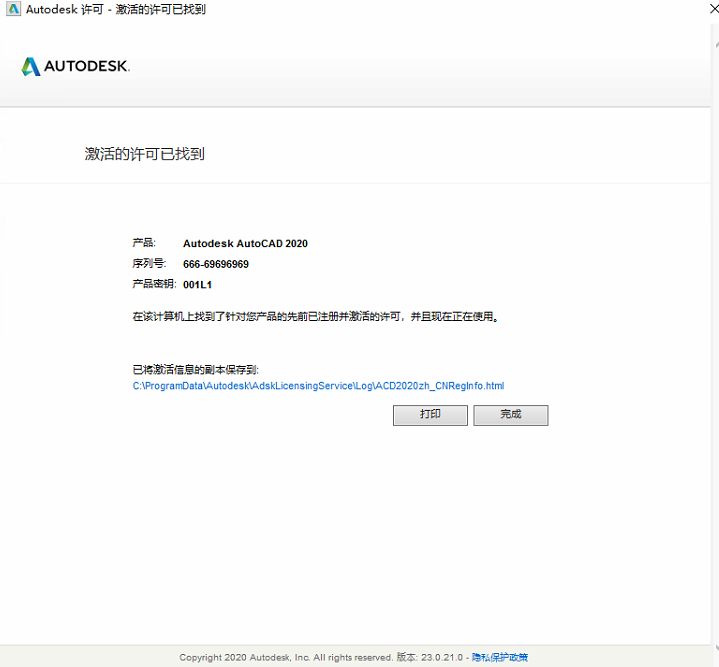 Autodesk 许可 - 激活的许可已找到
AUTODESK.
激活的许可已找到
产品: Autodesk AutoCAD 2020
序列号: 666-69696969
产品密钥: 001L1
在该计算机上找到了针对您产品的先前已注册并激活的许可，并且现在正在使用。
已将激活信息的副本保存到:
C:\ProgramData\Autodesk\AdskLicensingService\Log\ACD2020zh_CNRegInfo.html
打印 完成
Copyright 2020 Autodesk, Inc. All rights reserved. 版本: 23.0.21.0 - 隐私保护政策